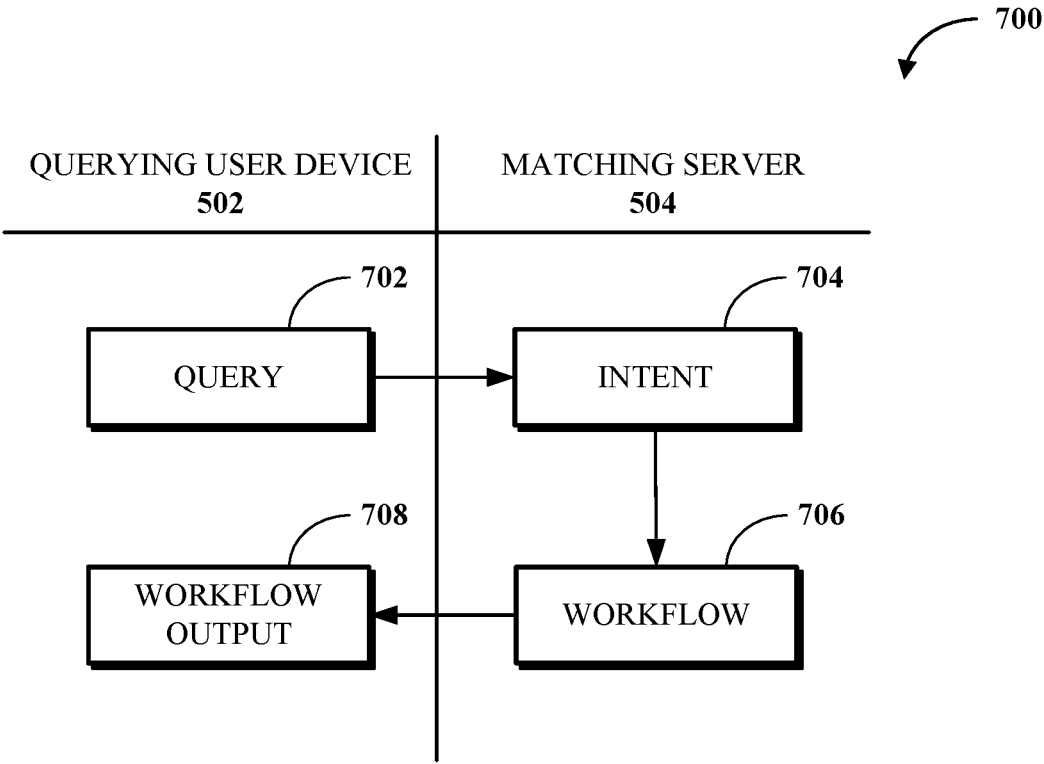 700
QUERYING USER DEVICE
502
MATCHING SERVER
504
702
QUERY
704
INTENT
708
WORKFLOW
OUTPUT
706
WORKFLOW